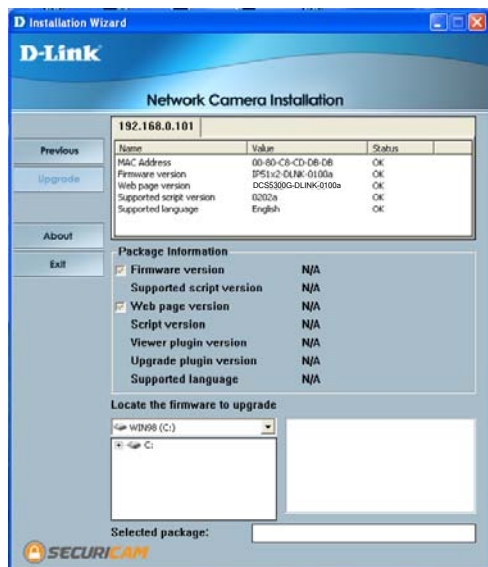 D Installation Wizard
D-Link
Network Camera Installation
192.168.0.101
Previous
Upgrade
About
Exit
Name Value Status
MAC Address 00-80-C8-CD-DB-DB OK
Firmware version IP51x2-DLNK-0100a OK
Web page version DCS5300G-DLINK-0100a OK
Supported script version 0202a OK
Supported language English OK
Package Information
Firmware version N/A
Supported script version N/A
Web page version N/A
Script version N/A
Viewer plugin version N/A
Upgrade plugin version N/A
Supported language N/A
Locate the firmware to upgrade
WIN98 (C:)
C:
Selected package:
SECURICAM